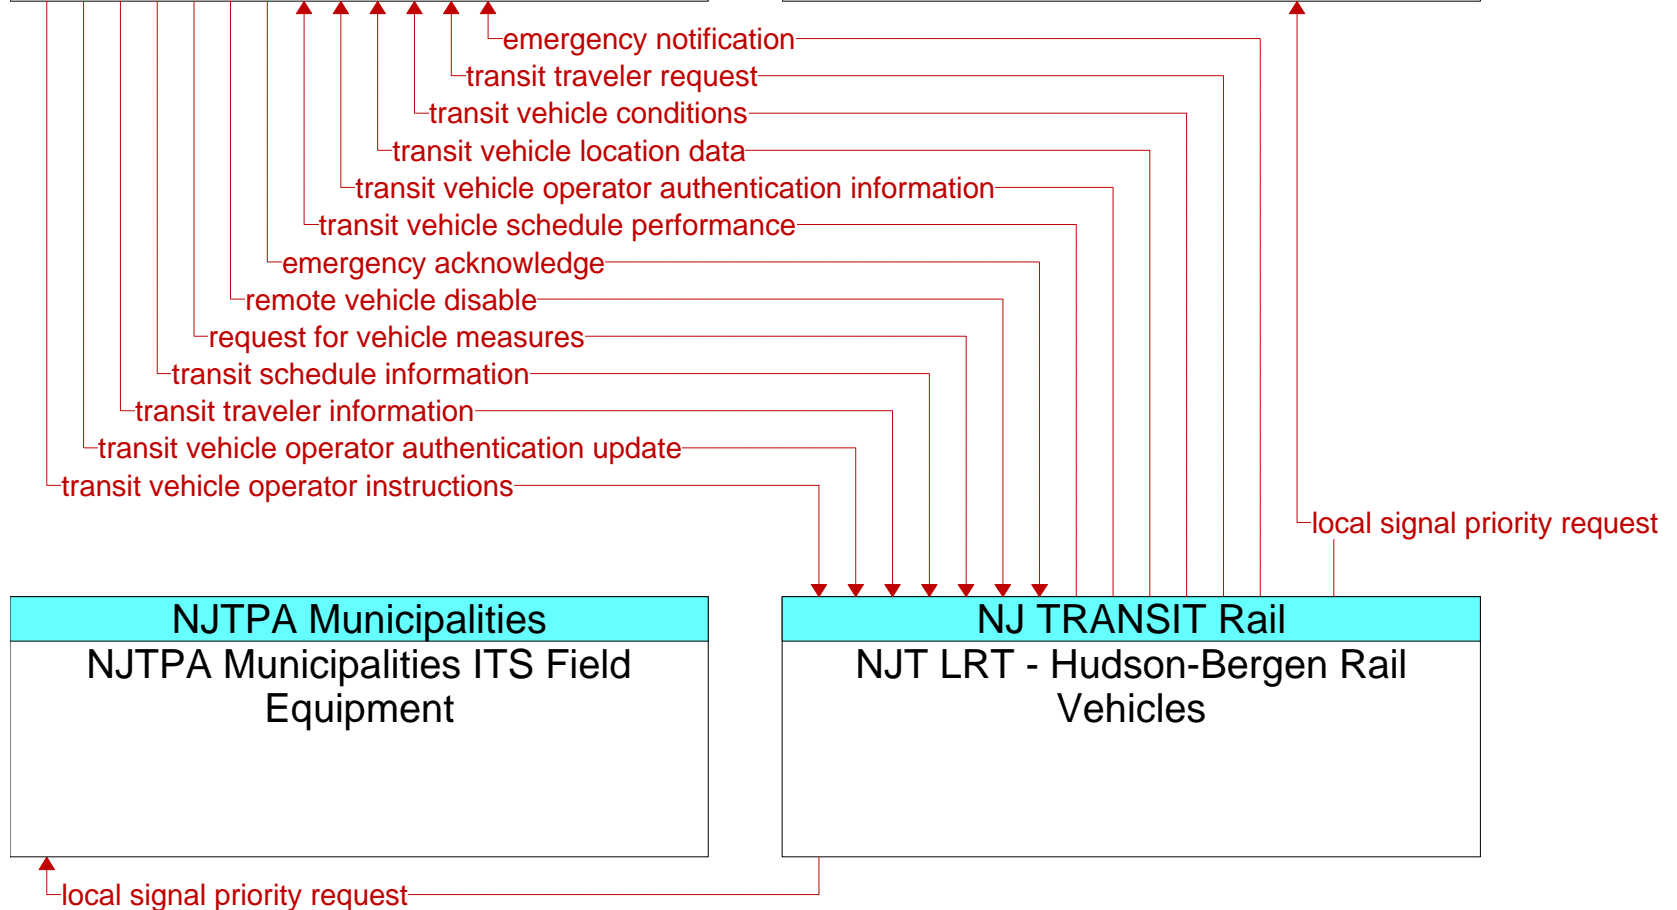 emergency notification
transit traveler request
transit vehicle conditions
transit vehicle location data
transit vehicle operator authentication information
transit vehicle schedule performance
emergency acknowledge
remote vehicle disable
request for vehicle measures
transit schedule information
transit traveler information
transit vehicle operator authentication update
transit vehicle operator instructions
local signal priority request
NJTPA Municipalities
NJTPA Municipalities ITS Field
Equipment
NJ TRANSIT Rail
NJT LRT - Hudson-Bergen Rail
Vehicles
local signal priority request